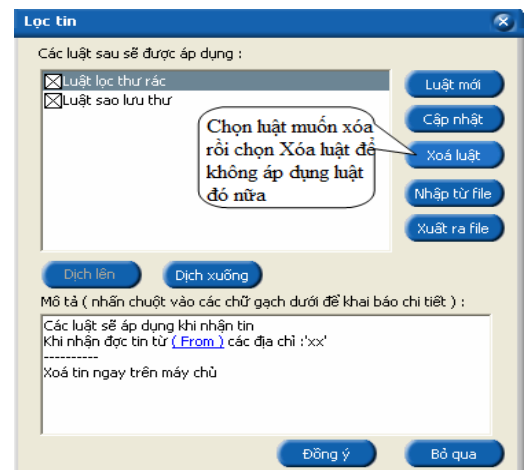 Lọc tin
Các luật sau sẽ được áp dụng :
Luật lọc thư rác
Luật sao lưu thư
Chọn luật muốn xóa
rồi chọn Xóa luật để
không áp dụng luật
đó nữa
Luật mới
Cập nhật
Xoá luật
Nhập từ file
Xuất ra file
Dịch lên
Dịch xuống
Mô tả ( nhấn chuột vào các chữ gạch dưới để khai báo chi tiết ) :
Các luật sẽ áp dụng khi nhận tin
Khi nhận đợc tin từ ( From ) các địa chỉ :'xx'
----------
Xoá tin ngay trên máy chủ
Đồng ý
Bỏ qua